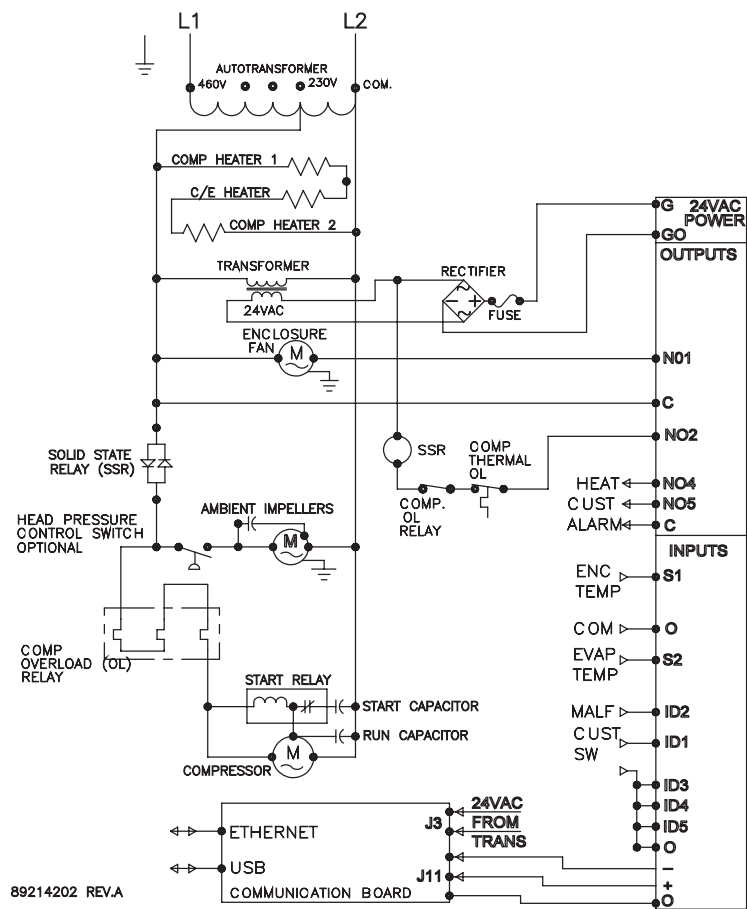 L1
L2
AUTOTRANSFORMER
460V
230V
COM.
COMP HEATER 1
C/E HEATER
COMP HEATER 2
TRANSFORMER
24VAC
RECTIFIER
FUSE
G
24VAC
POWER
GO
OUTPUTS
ENCLOSURE
FAN
M
N01
C
NO2
SOLID STATE
RELAY (SSR)
SSR
COMP
THERMAL
OL
COMP.
OL
RELAY
HEAT
NO4
CUST
NO5
ALARM
C
HEAD PRESSURE
CONTROL SWITCH
OPTIONAL
AMBIENT IMPELLERS
M
INPUTS
ENC
TEMP
S1
COM
O
EVAP
TEMP
S2
COMP
OVERLOAD (OL)
RELAY
START RELAY
START CAPACITOR
RUN CAPACITOR
M
COMPRESSOR
MALF
ID2
CUST
SW
ID1
ID3
ID4
ID5
O
−
+
O
ETHERNET
USB
COMMUNICATION BOARD
J3
J11
24VAC
FROM
TRANS
89214202 REV.A